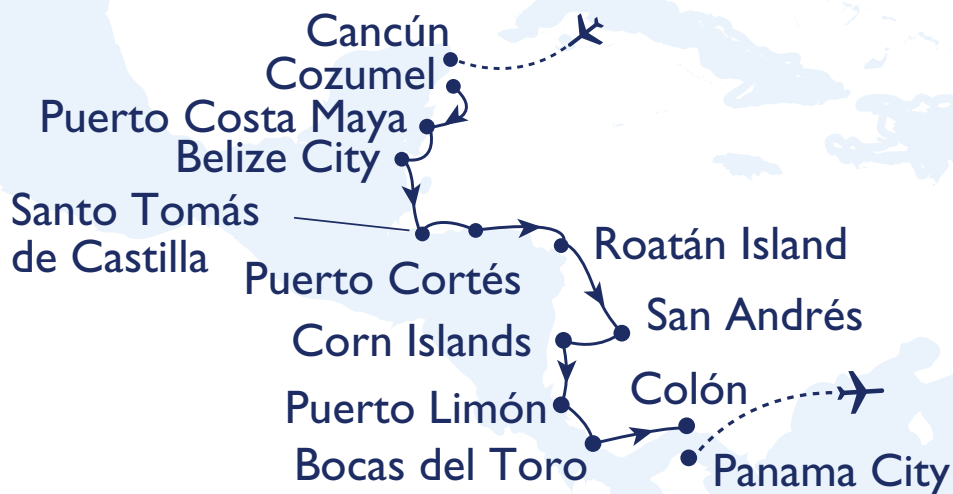 Cancún
Cozumel
Puerto Costa Maya
Belize City
Santo Tomás
de Castilla
Puerto Cortés
Roatán Island
San Andrés
Corn Islands
Puerto Limón
Colón
Bocas del Toro
Panama City